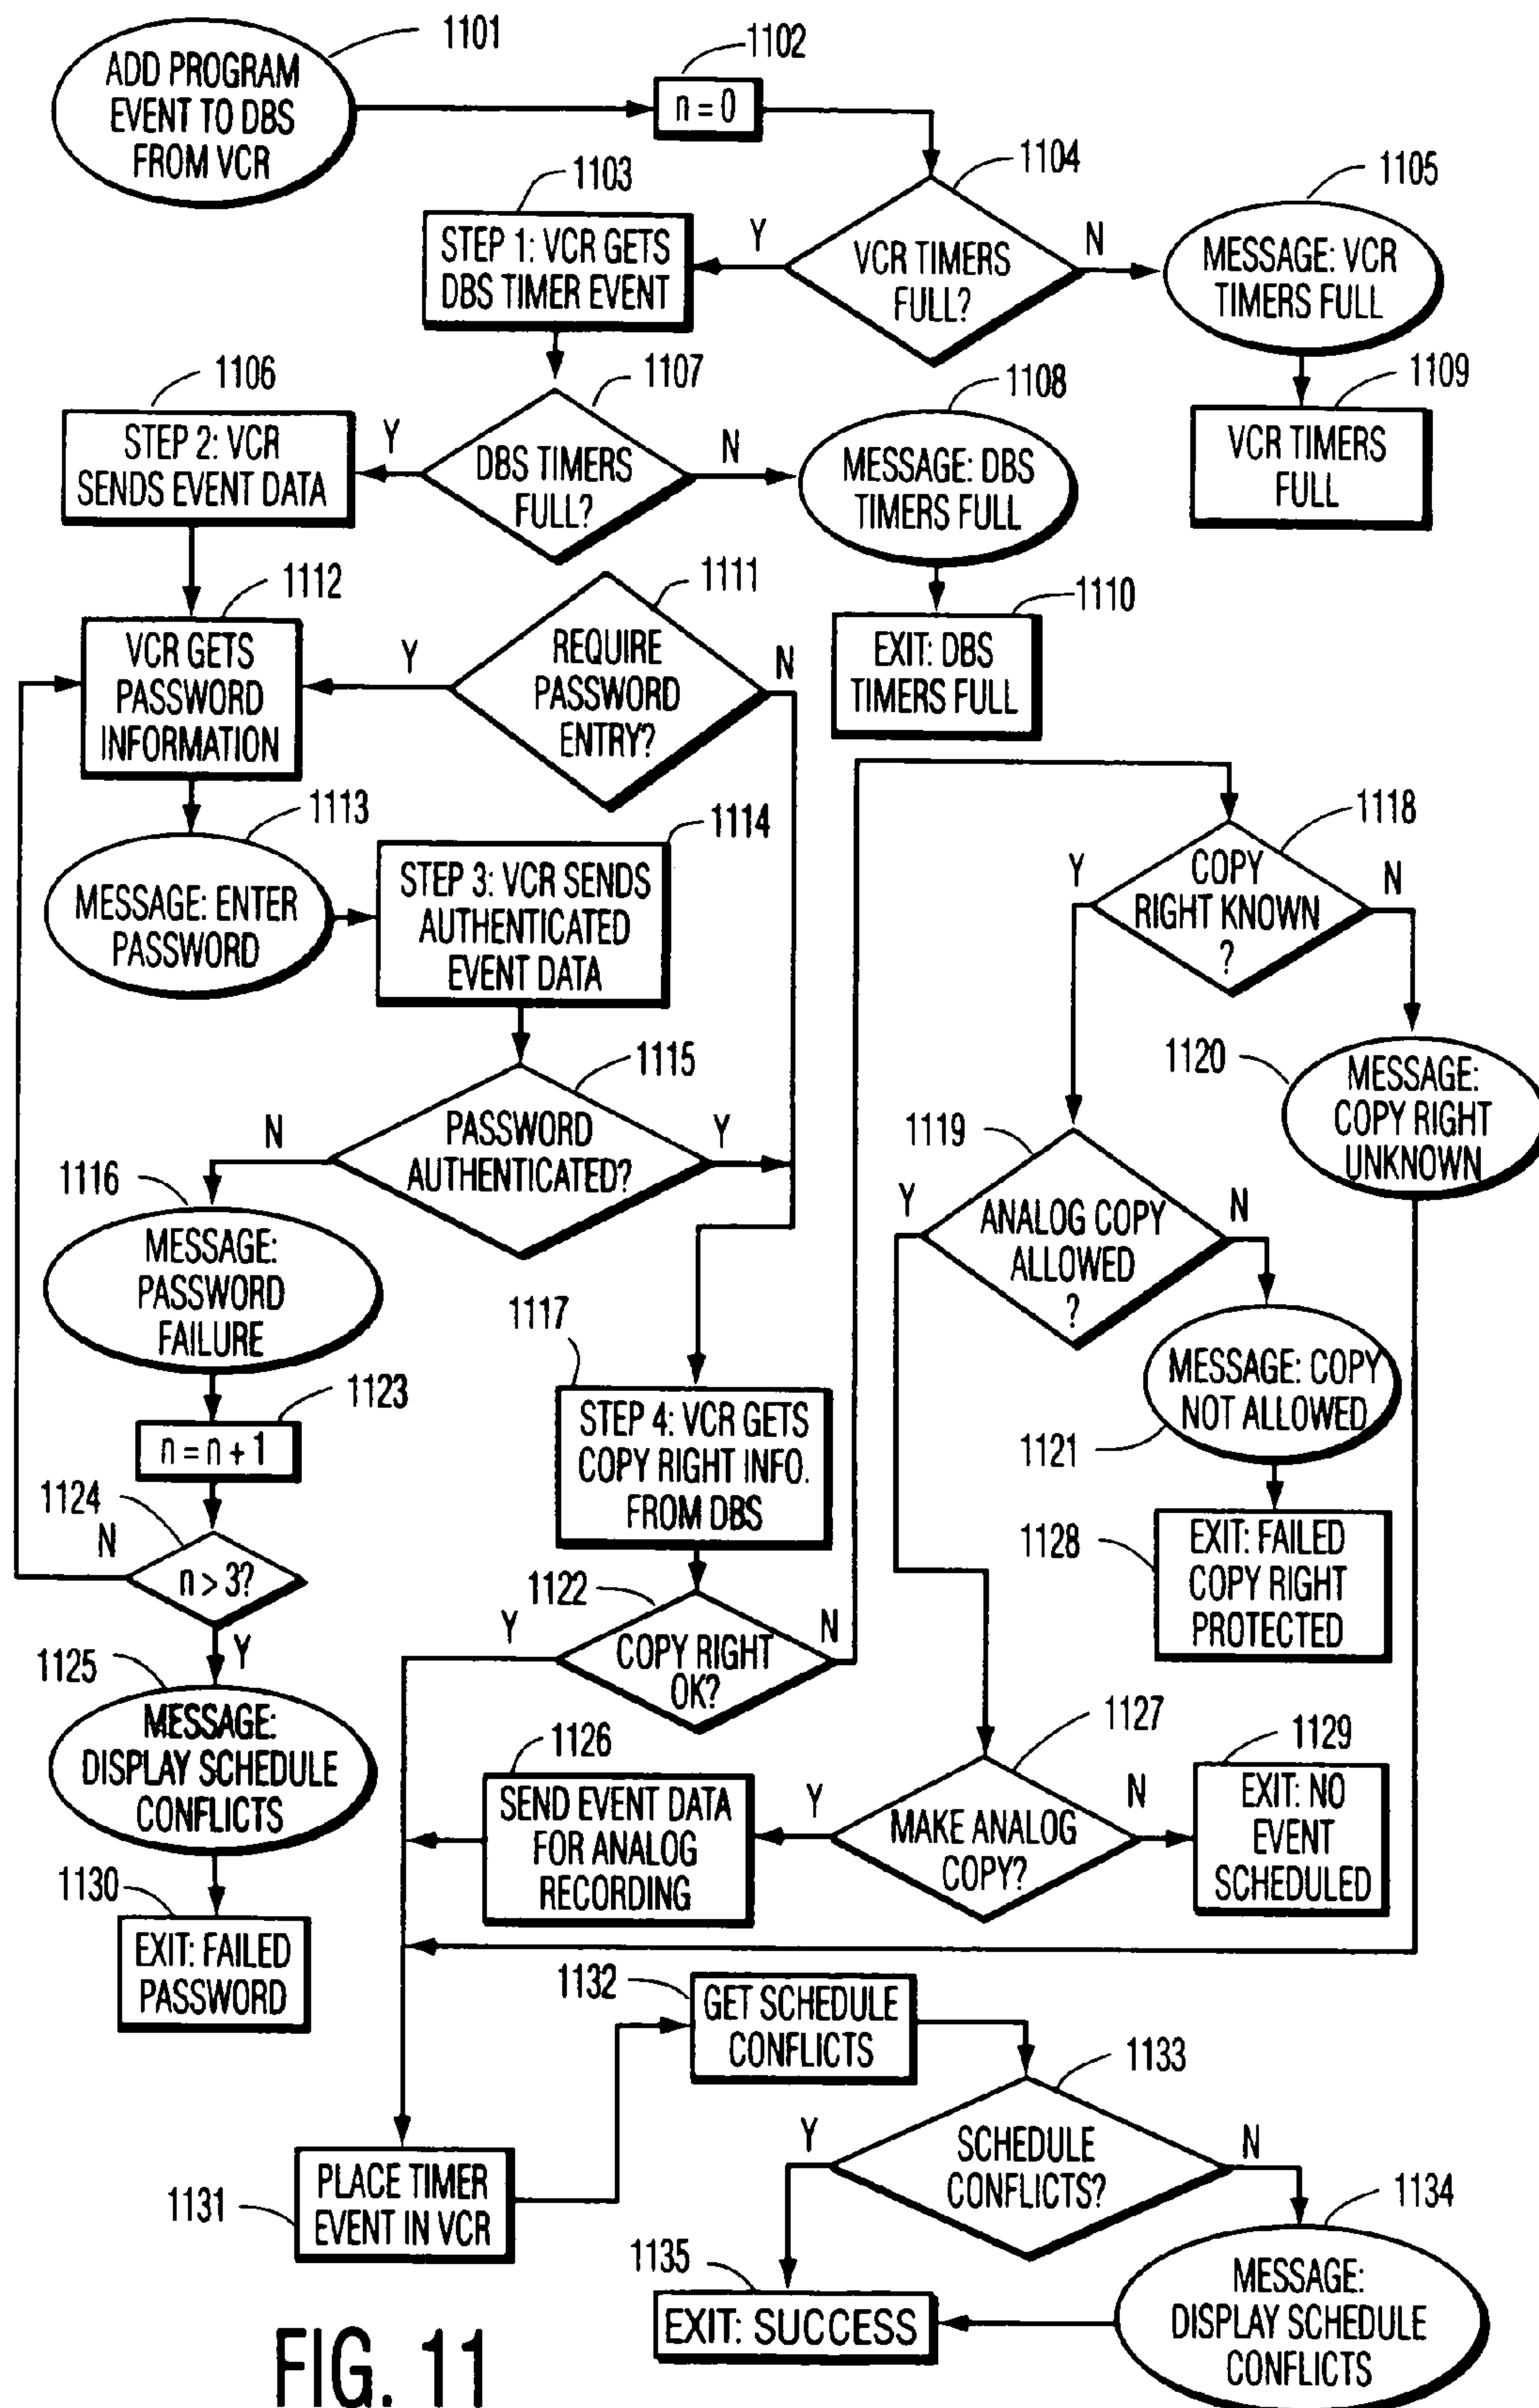 1101
ADD PROGRAM
EVENT TO DBS
FROM VCR
1102
n = 0
1103
STEP 1: VCR GETS
DBS TIMER EVENT
1104
VCR TIMERS
FULL?
Y
N
1105
MESSAGE: VCR
TIMERS FULL
1106
STEP 2: VCR
SENDS EVENT DATA
1107
DBS TIMERS
FULL?
Y
N
1108
MESSAGE: DBS
TIMERS FULL
1109
VCR TIMERS
FULL
1110
EXIT: DBS
TIMERS FULL
1111
REQUIRE
PASSWORD
ENTRY?
Y
N
1112
VCR GETS
PASSWORD
INFORMATION
1113
MESSAGE: ENTER
PASSWORD
1114
STEP 3: VCR SENDS
AUTHENTICATED
EVENT DATA
1115
PASSWORD
AUTHENTICATED?
N
Y
1116
MESSAGE:
PASSWORD
FAILURE
1117
STEP 4: VCR GETS
COPY RIGHT INFO.
FROM DBS
1118
COPY
RIGHT KNOWN
?
Y
N
1119
ANALOG COPY
ALLOWED
?
Y
N
1120
MESSAGE:
COPY RIGHT
UNKNOWN
1121
MESSAGE: COPY
NOT ALLOWED
1122
COPY RIGHT
OK?
Y
N
1123
n = n + 1
1124
n > 3?
N
Y
1125
MESSAGE:
DISPLAY SCHEDULE
CONFLICTS
1126
SEND EVENT DATA
FOR ANALOG
RECORDING
1127
MAKE ANALOG
COPY?
Y
N
1128
EXIT: FAILED
COPY RIGHT
PROTECTED
1129
EXIT: NO
EVENT
SCHEDULED
1130
EXIT: FAILED
PASSWORD
1131
PLACE TIMER
EVENT IN VCR
1132
GET SCHEDULE
CONFLICTS
1133
SCHEDULE
CONFLICTS?
Y
N
1134
MESSAGE:
DISPLAY SCHEDULE
CONFLICTS
1135
EXIT: SUCCESS
FIG. 11